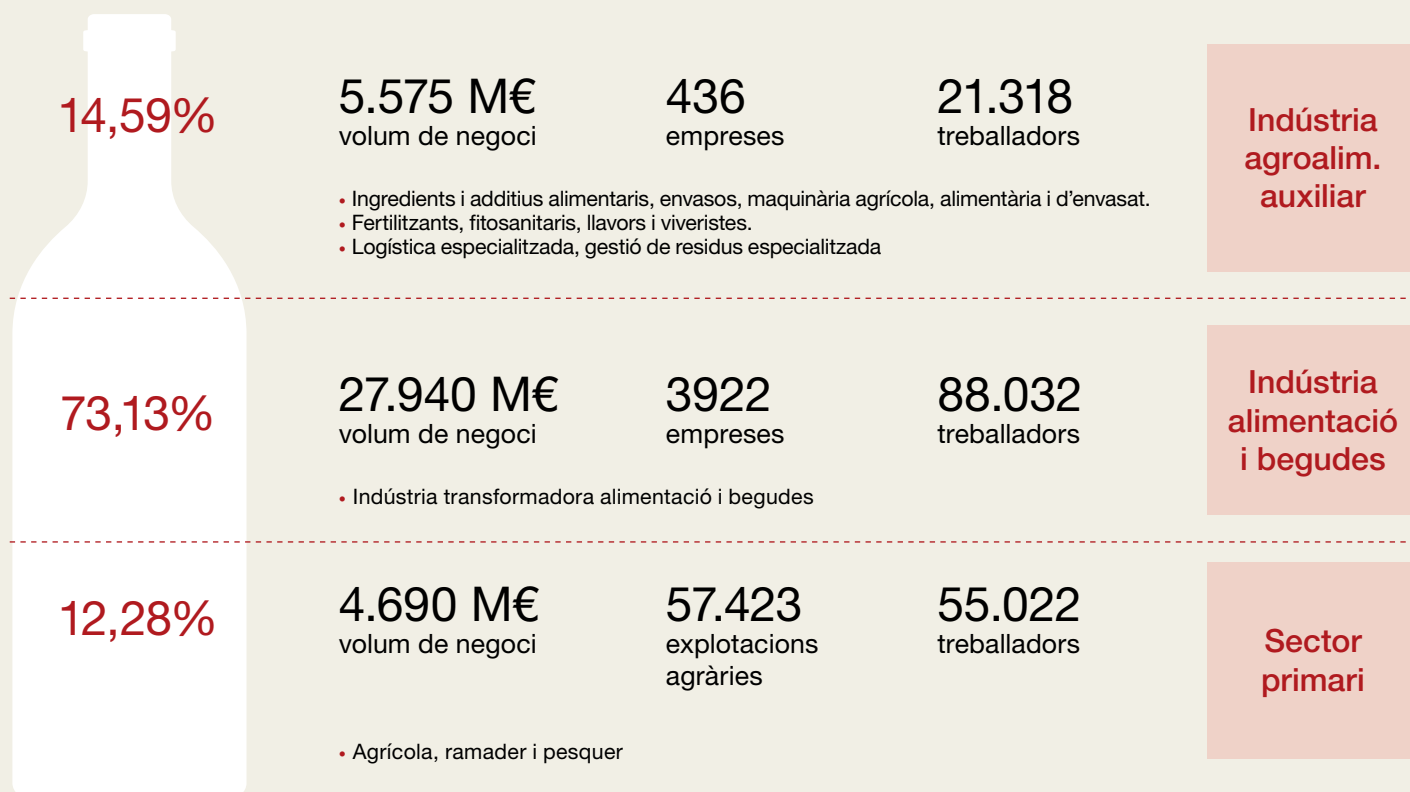 14,59%
5.575 M€
volum de negoci
436
empreses
21.318
treballadors
Indústria
agroalim.
auxiliar
• Ingredients i additius alimentaris, envasos, maquinària agrícola, alimentària i d’envasat.
• Fertilitzants, fitosanitaris, llavors i viveristes.
• Logística especialitzada, gestió de residus especialitzada
73,13%
27.940 M€
volum de negoci
3922
empreses
88.032
treballadors
Indústria
alimentació
i begudes
• Indústria transformadora alimentació i begudes
12,28%
4.690 M€
volum de negoci
57.423
explotacions
agràries
55.022
treballadors
Sector
primari
• Agrícola, ramader i pesquer